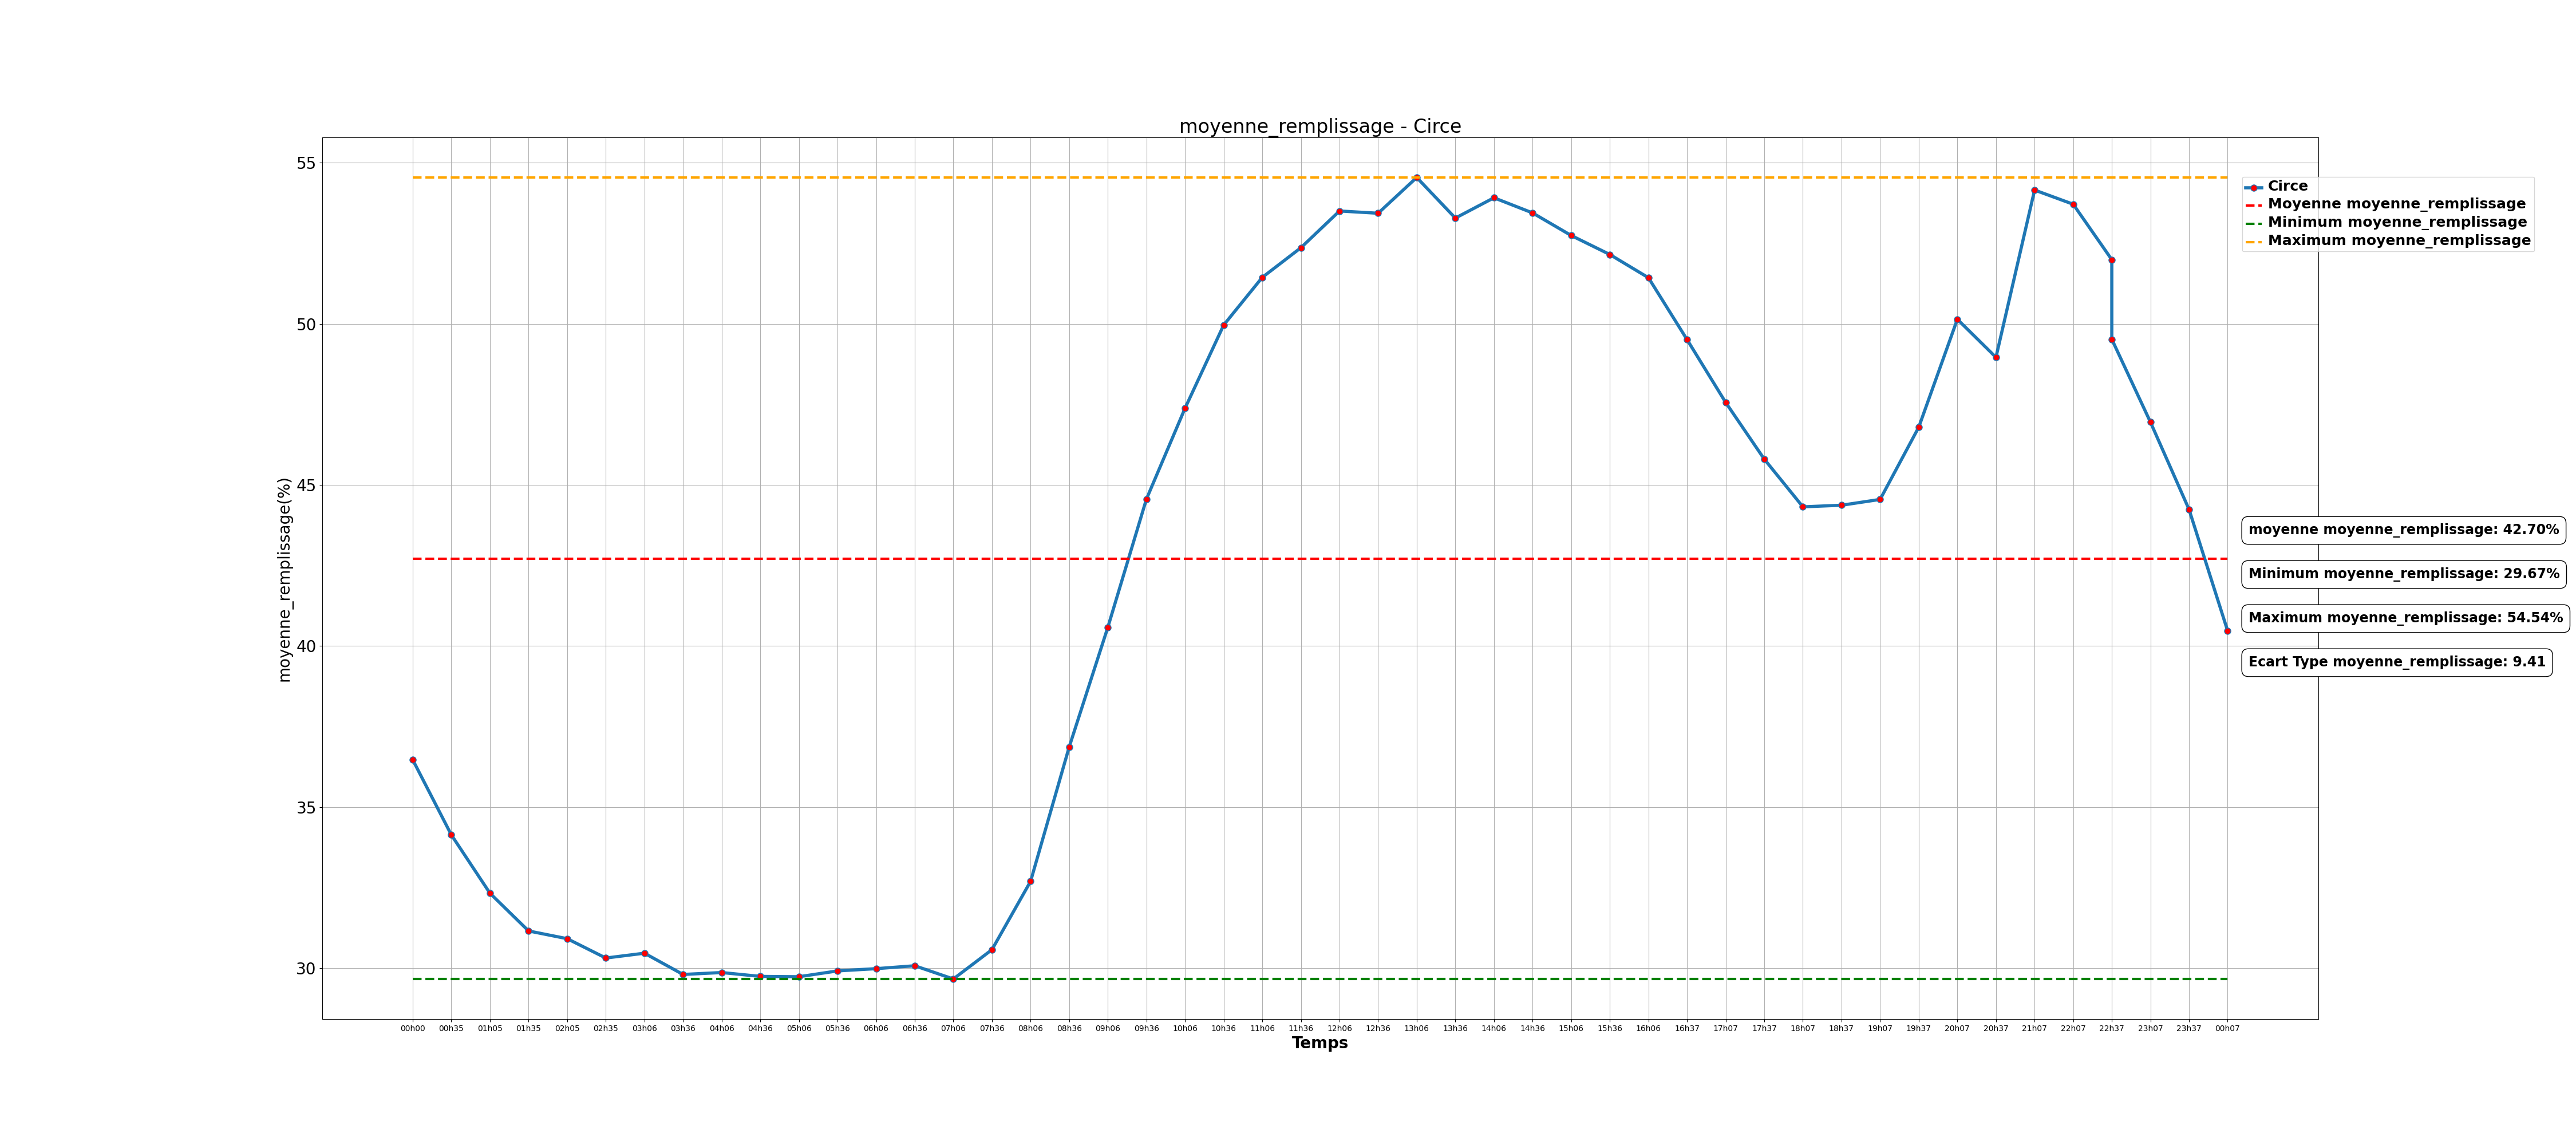 moyenne_remplissage - Circe
55
50
45
40
35
30
moyenne_remplissage(%)
Circe
Moyenne moyenne_remplissage
Minimum moyenne_remplissage
Maximum moyenne_remplissage
moyenne moyenne_remplissage: 42.70%
Minimum moyenne_remplissage: 29.67%
Maximum moyenne_remplissage: 54.54%
Ecart Type moyenne_remplissage: 9.41
00h00 00h35 01h05 01h35 02h05 02h35 03h06 03h36 04h06 04h36 05h06 05h36 06h06 06h36 07h06 07h36 08h06 08h36 09h06 09h36 10h06 10h36 11h06 11h36 12h06 12h36 13h06 13h36 14h06 14h36 15h06 15h36 16h06 16h37 17h07 17h37 18h07 18h37 19h07 19h37 20h07 20h37 21h07 22h07 22h37 23h07 23h37 00h07
Temps